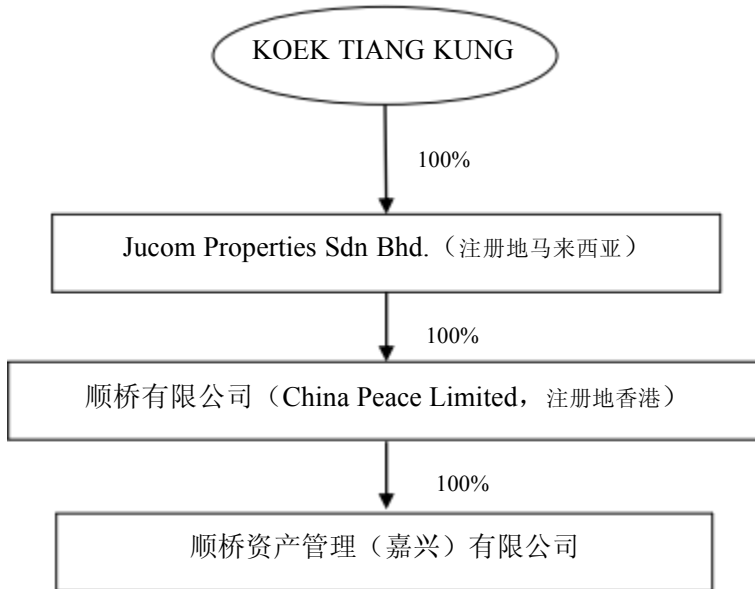 KOEK TIANG KUNG
100%
Jucom Properties Sdn Bhd.（注册地马来西亚）
100%
顺桥有限公司（China Peace Limited，注册地香港）
100%
顺桥资产管理（嘉兴）有限公司